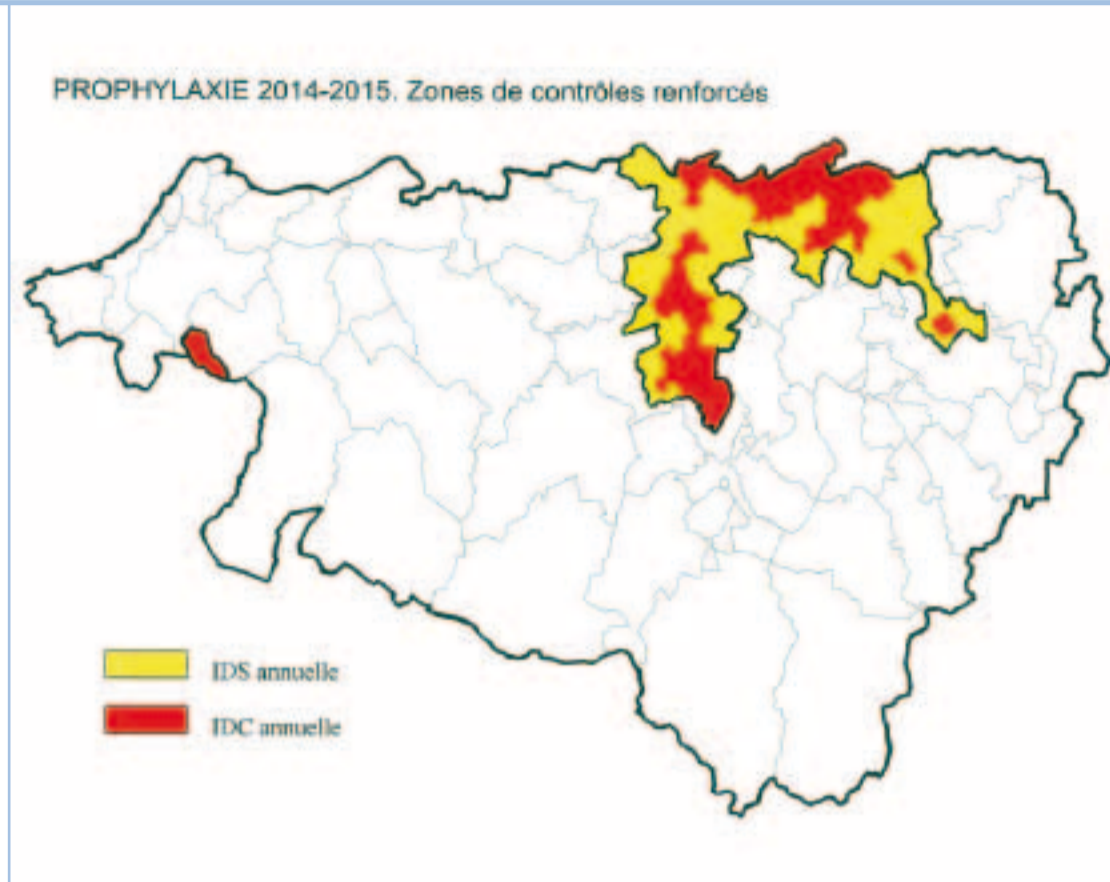 PROPHYLAXIE 2014-2015. Zones de contrôles renforcés
IDS annuelle
IDC annuelle